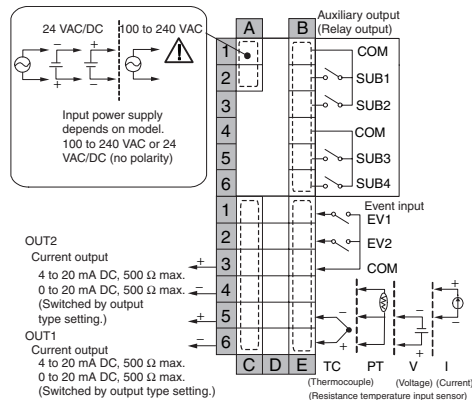 24 VAC/DC
100 to 240 VAC
− +
+ −
Input power supply
depends on model.
100 to 240 VAC or 24
VAC/DC (no polarity)
A B
1
2
3
4
5
6
Auxiliary output
(Relay output)
COM
SUB1
SUB2
COM
SUB3
SUB4
1
2
3
4
5
6
C D E
Event input
EV1
EV2
COM
OUT2
Current output
4 to 20 mA DC, 500 Ω max.
0 to 20 mA DC, 500 Ω max.
(Switched by output
type setting.)
+
−
OUT1
Current output
4 to 20 mA DC, 500 Ω max.
0 to 20 mA DC, 500 Ω max.
(Switched by output type setting.)
+
−
− +
− +
+ −
TC PT V I
(Thermocouple) (Voltage) (Current)
(Resistance temperature input sensor)